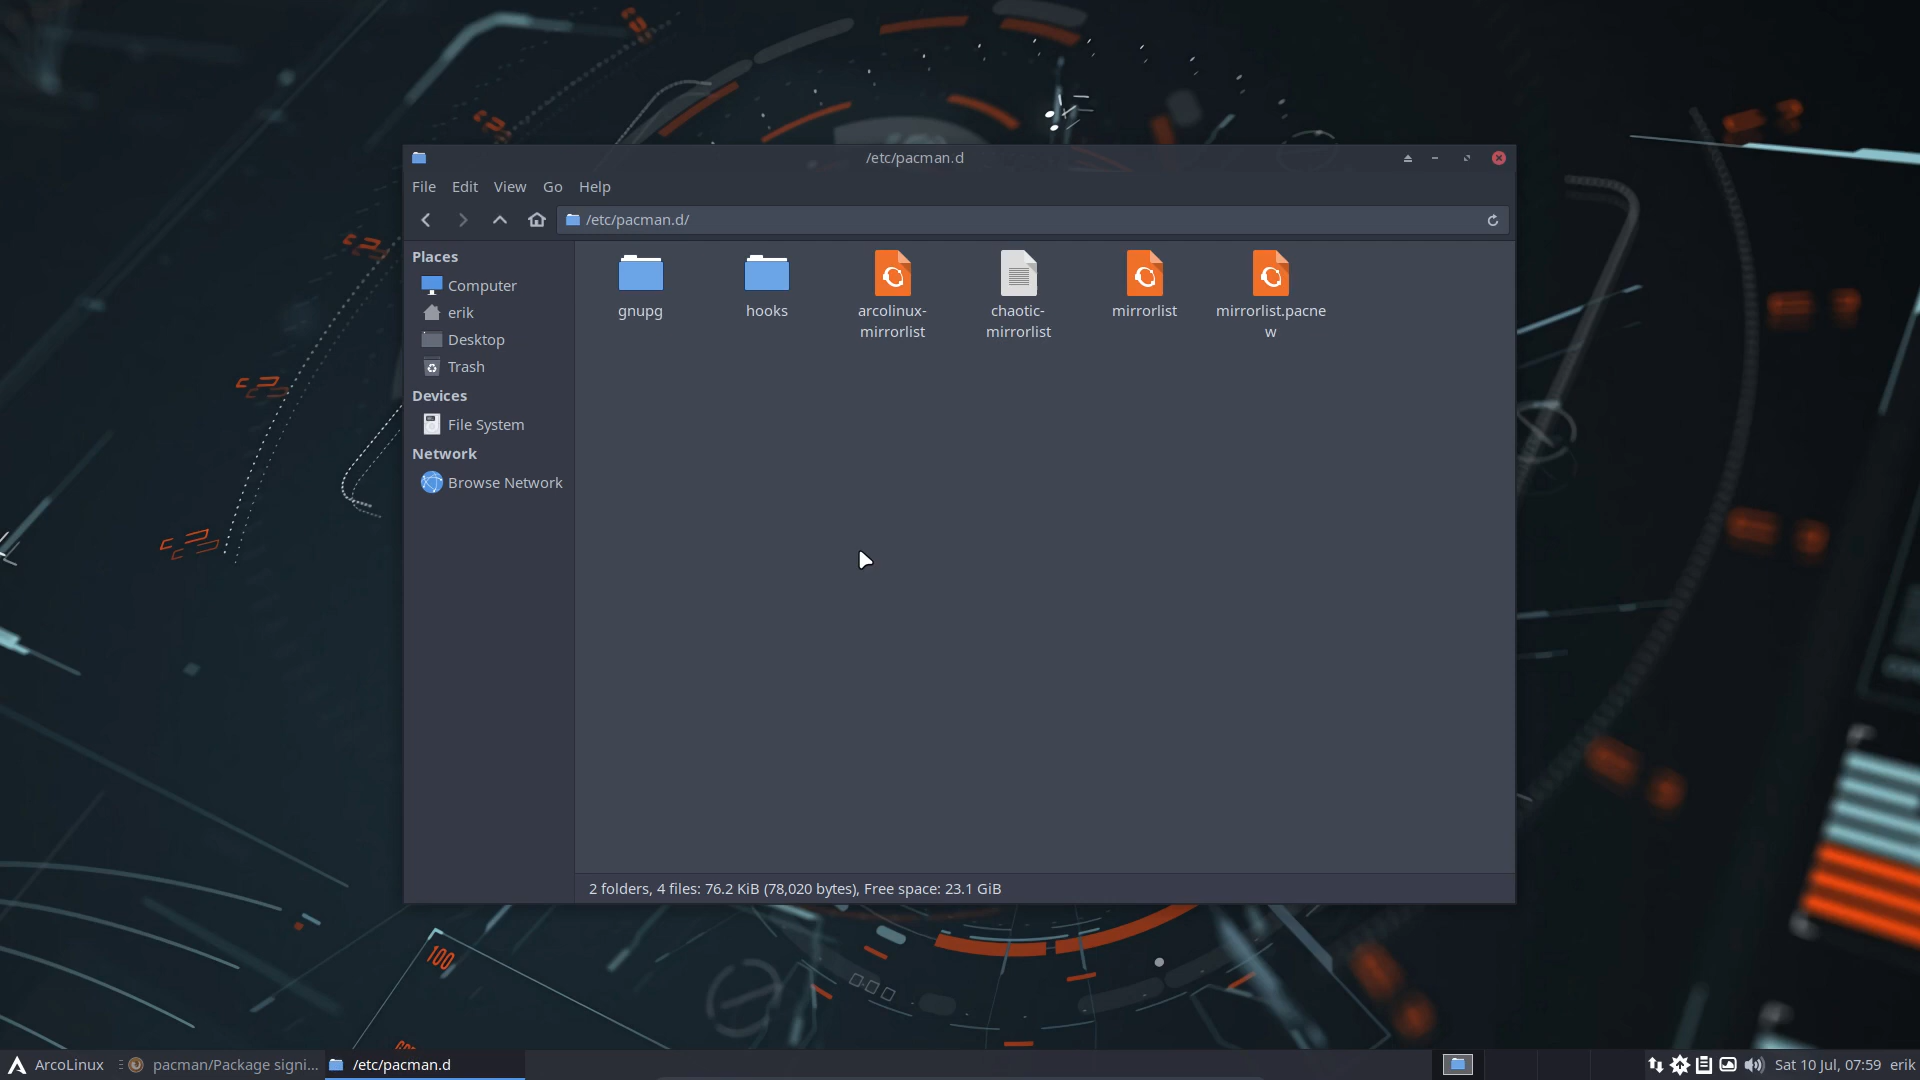 /etc/pacman.d
File Edit View Go Help
/etc/pacman.d/
Places
Computer
erik
Desktop
Trash
Devices
File System
Network
Browse Network
gnupg
hooks
arcolinux-
mirrorlist
chaotic-
mirrorlist
mirrorlist
mirrorlist.pacne
w
2 folders, 4 files: 76.2 KiB (78,020 bytes), Free space: 23.1 GiB
100
ArcoLinux
pacman/Package signi...
/etc/pacman.d
Sat 10 Jul, 07:59 erik